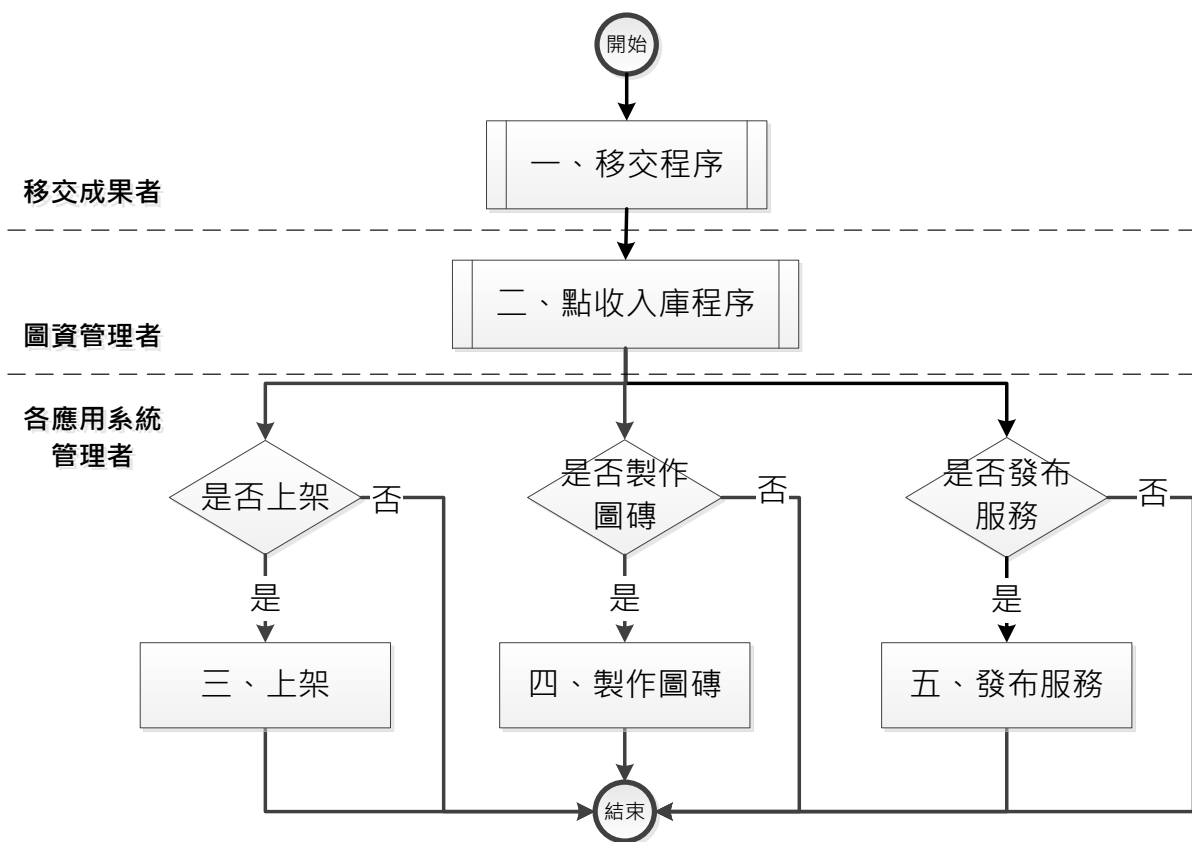 開始
一、移交程序
移交成果者
二、點收入庫程序
圖資管理者
各應用系統
管理者
是否上架
否
是否製作
圖磚
否
是否發布
服務
否
是
是
是
三、上架
四、製作圖磚
五、發布服務
結束